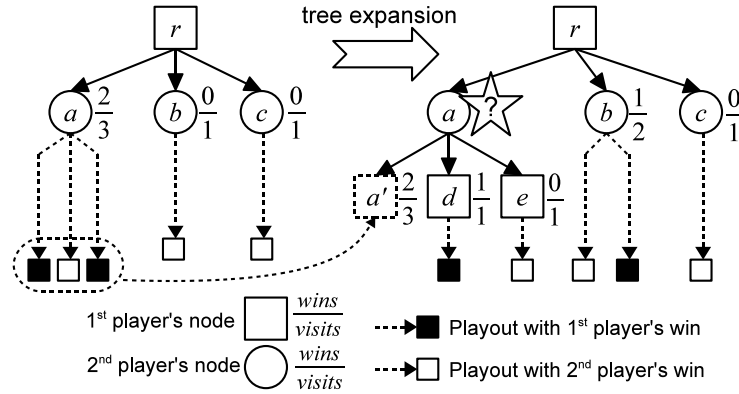 tree expansion
r
r
a 2/3
b 0/1
c 0/1
a ?
b 1/2
c 0/1
a' 2/3
d 1/1
e 0/1
1st player's node wins/visits
Playout with 1st player's win
2nd player's node wins/visits
Playout with 2nd player's win